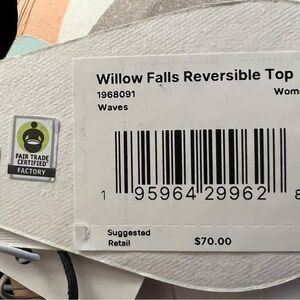 Willow Falls Reversible Top
1968091
Wom
Waves
FAIR TRADE
CERTIFIED
FACTORY
1 95964 29962 8
Suggested
Retail
$70.00